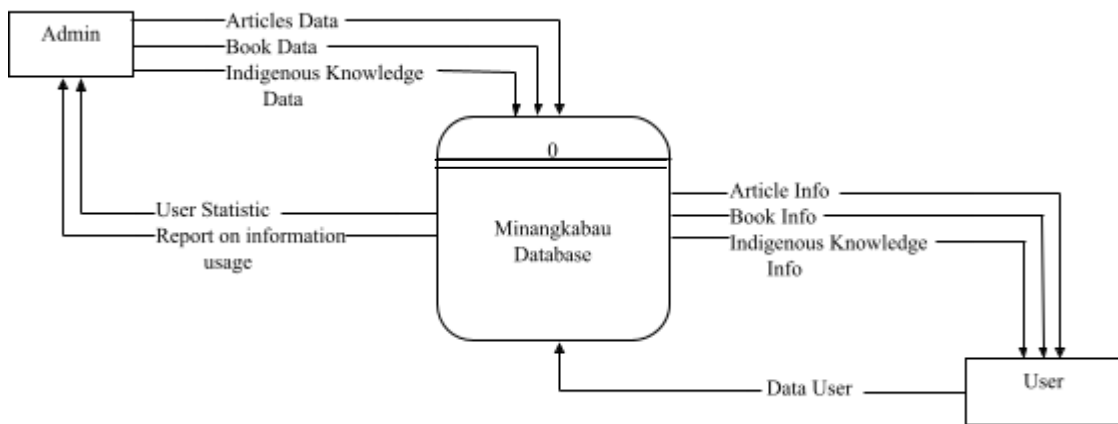 Admin
Articles Data
Book Data
Indigenous Knowledge
Data
0
Minangkabau
Database
User Statistic
Report on information
usage
Article Info
Book Info
Indigenous Knowledge
Info
Data User
User